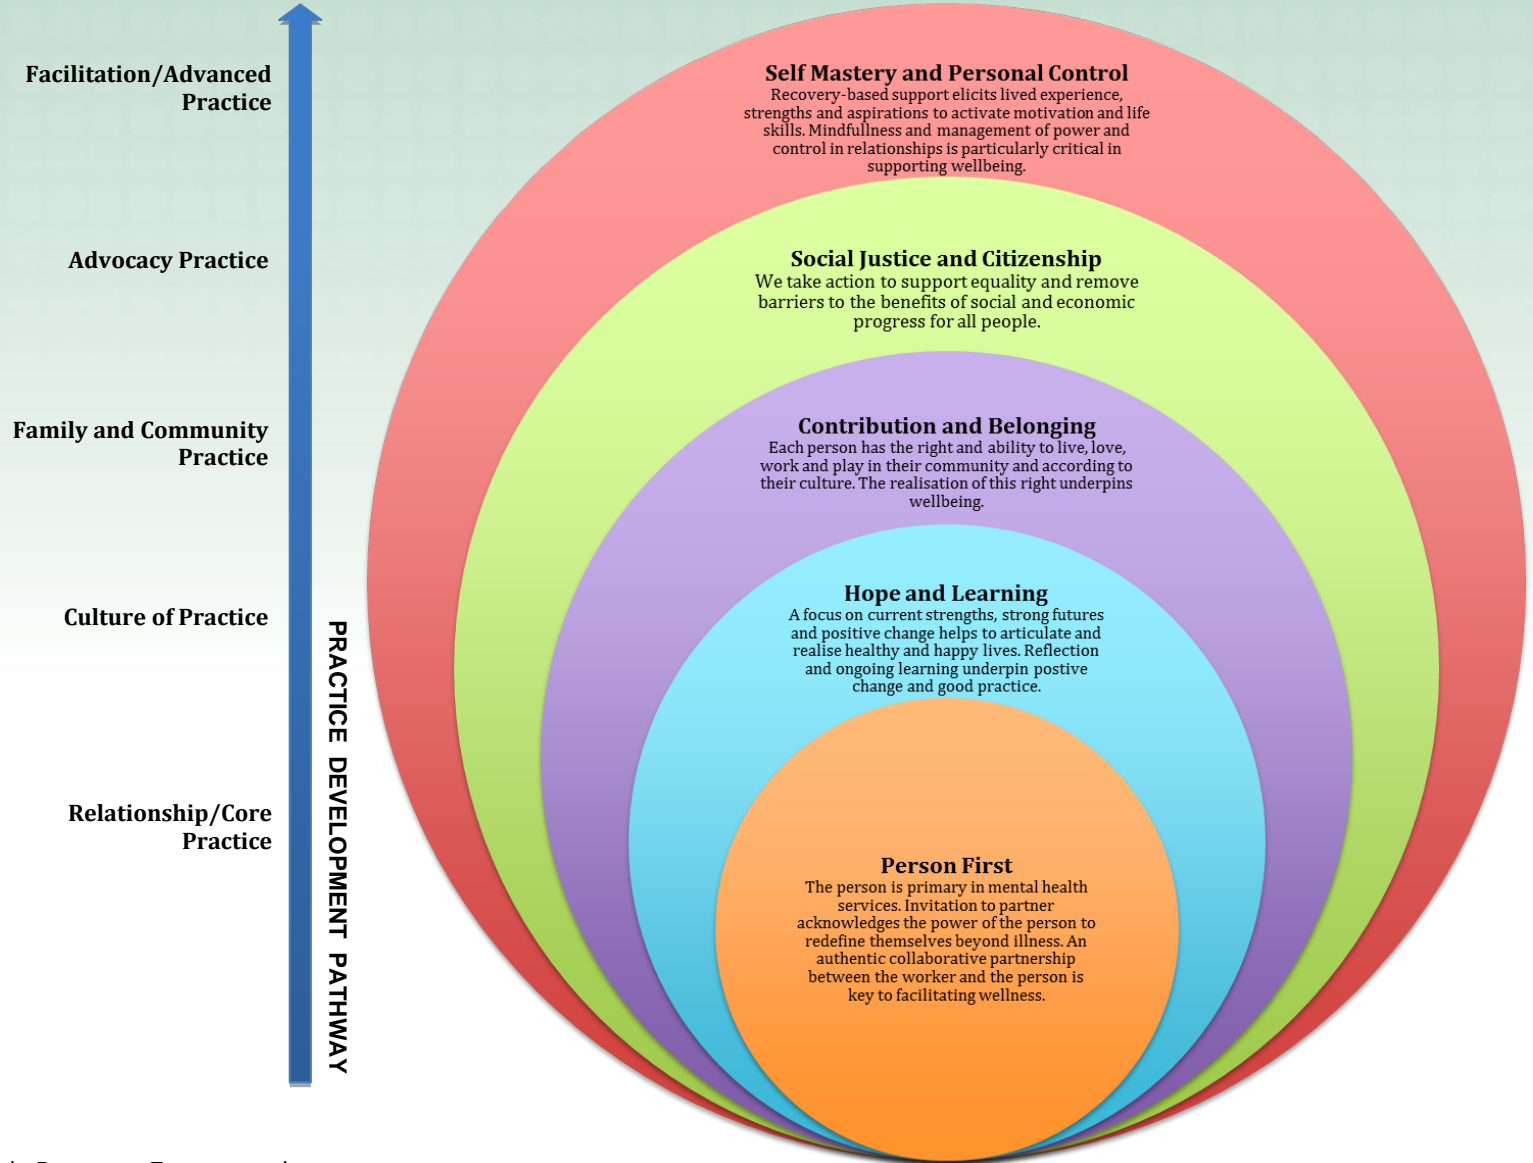 Facilitation/Advanced
Practice
Self Mastery and Personal Control
Recovery-based support elicits lived experience,
strengths and aspirations to activate motivation and life
skills. Mindfullness and management of power and
control in relationships is particularly critical in
supporting wellbeing.
Advocacy Practice
Social Justice and Citizenship
We take action to support equality and remove
barriers to the benefits of social and economic
progress for all people.
Family and Community
Practice
Contribution and Belonging
Each person has the right and ability to live, love,
work and play in their community and according to
their culture. The realisation of this right underpins
wellbeing.
Culture of Practice
Hope and Learning
A focus on current strengths, strong futures
and positive change helps to articulate and
realise healthy and happy lives. Reflection
and ongoing learning underpin postive
change and good practice.
Relationship/Core
Practice
Person First
The person is primary in mental health
services. Invitation to partner
acknowledges the power of the person to
redefine themselves beyond illness. An
authentic collaborative partnership
between the worker and the person is
key to facilitating wellness.
PRACTICE DEVELOPMENT PATHWAY